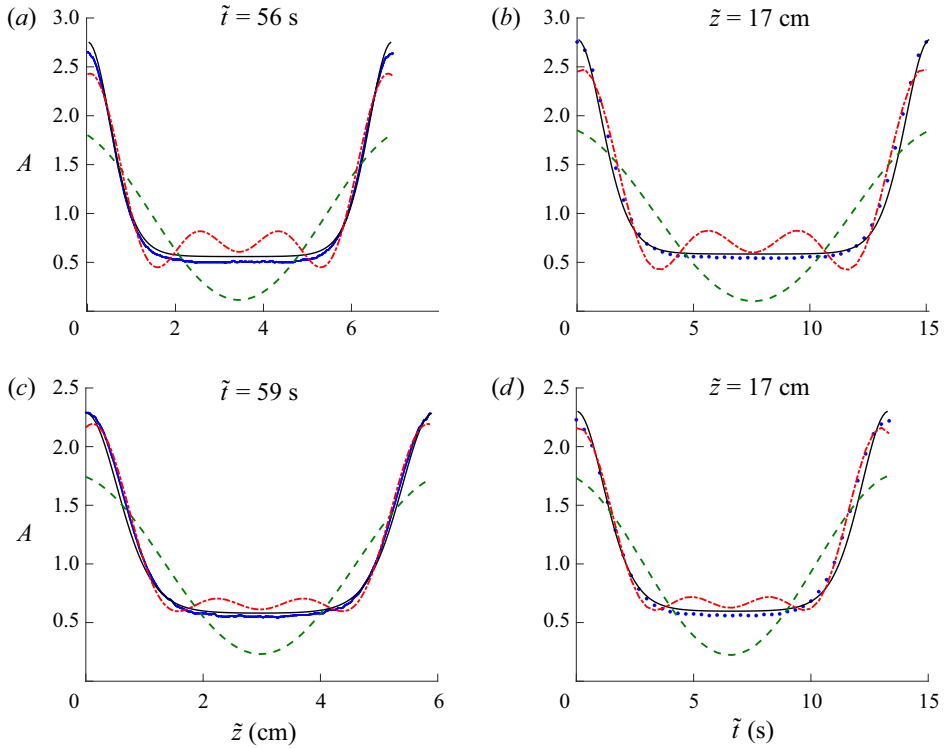 (a) t̃ = 56 s
(b) z̃ = 17 cm
3.0 2.5 2.0 1.5 1.0 0.5 0
A
0 2 4 6
3.0 2.5 2.0 1.5 1.0 0.5
0 5 10 15
(c) t̃ = 59 s
(d) z̃ = 17 cm
2.5 2.0 1.5 1.0 0.5
A
0 2 4 6
z̃ (cm)
2.5 2.0 1.5 1.0 0.5
0 5 10 15
t̃ (s)